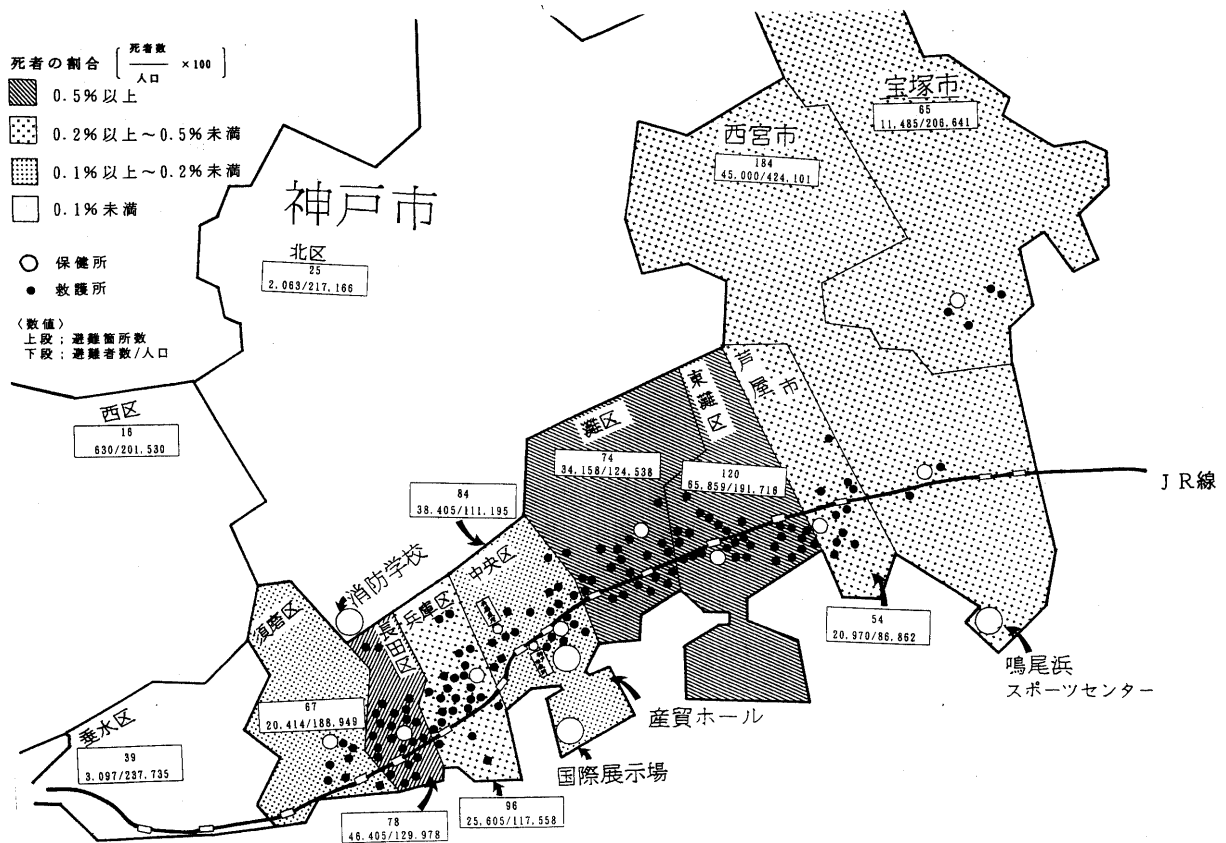 死者の割合 〔死者数/人口 ×100〕
0.5%以上
0.2%以上～0.5%未満
0.1%以上～0.2%未満
0.1%未満
保健所
救護所
〈数値〉
上段；避難箇所数
下段；避難者数/人口
神戸市
北区
25
2.063/217.166
西区
16
630/201.530
宝塚市
65
11.485/206.641
西宮市
184
45.000/424.101
芦屋市
東灘区
灘区
74
34.158/124.538
120
65.859/191.716
JR線
84
38.405/111.195
中央区
消防学校
兵庫区
長田区
須磨区
67
20.414/188.949
垂水区
39
3.097/237.735
54
20.970/86.862
鳴尾浜
スポーツセンター
産貿ホール
国際展示場
96
25.605/117.558
78
46.405/129.978